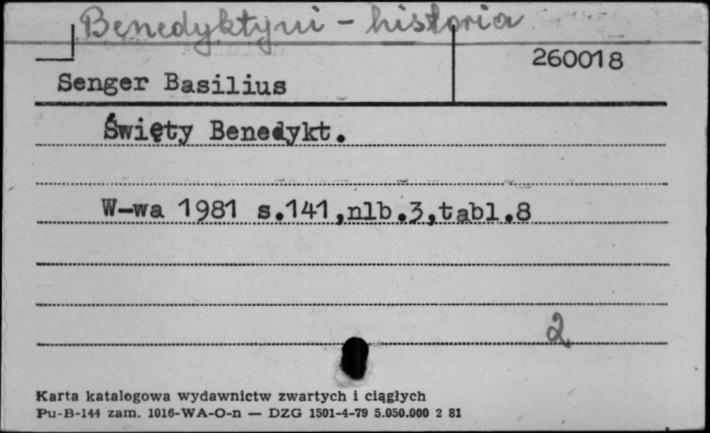 Benedyktyni - historia
260018
Senger Basilius
Święty Benedykt.
W-wa 1981 s.141,nlb.3,tabl.8
2
Karta katalogowa wydawnictw zwartych i ciągłych
Pu-B-144 zam. 1016-WA-O-n — DZG 1501-4-79 5.050.000 2 81